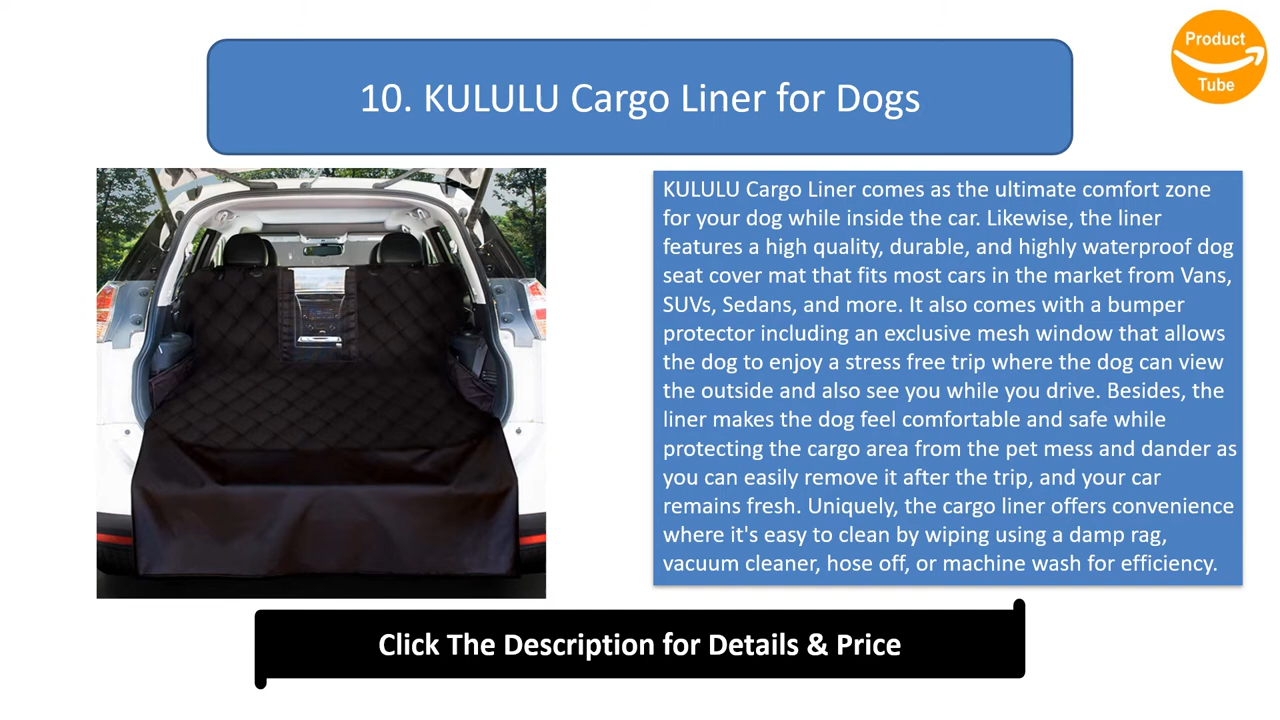 Product
Tube
10. KULULU Cargo Liner for Dogs
KULULU Cargo Liner comes as the ultimate comfort zone
for your dog while inside the car. Likewise, the liner
features a high quality, durable, and highly waterproof dog
seat cover mat that fits most cars in the market from Vans,
SUVs, Sedans, and more. It also comes with a bumper
protector including an exclusive mesh window that allows
the dog to enjoy a stress free trip where the dog can view
the outside and also see you while you drive. Besides, the
liner makes the dog feel comfortable and safe while
protecting the cargo area from the pet mess and dander as
you can easily remove it after the trip, and your car
remains fresh. Uniquely, the cargo liner offers convenience
where it's easy to clean by wiping using a damp rag,
vacuum cleaner, hose off, or machine wash for efficiency.
Click The Description for Details & Price